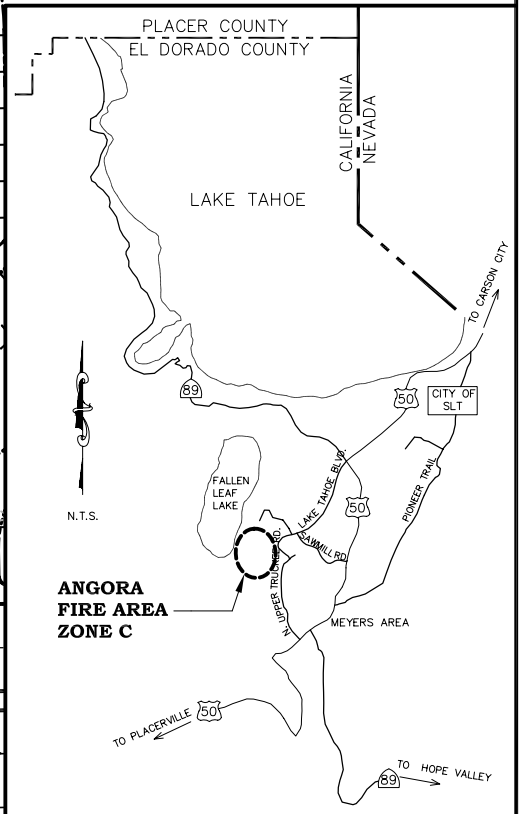 PLACER COUNTY
EL DORADO COUNTY
CALIFORNIA
NEVADA
LAKE TAHOE
TO CARSON CITY
89
50
CITY OF
SLT
FALLEN
LEAF
LAKE
LAKE TAHOE BLVD.
50
PIONEER TRAIL
N.T.S.
SAWMILL RD
N. UPPER TRUCKEE RD.
ANGORA
FIRE AREA
ZONE C
MEYERS AREA
50
TO PLACERVILLE
TO HOPE VALLEY
89